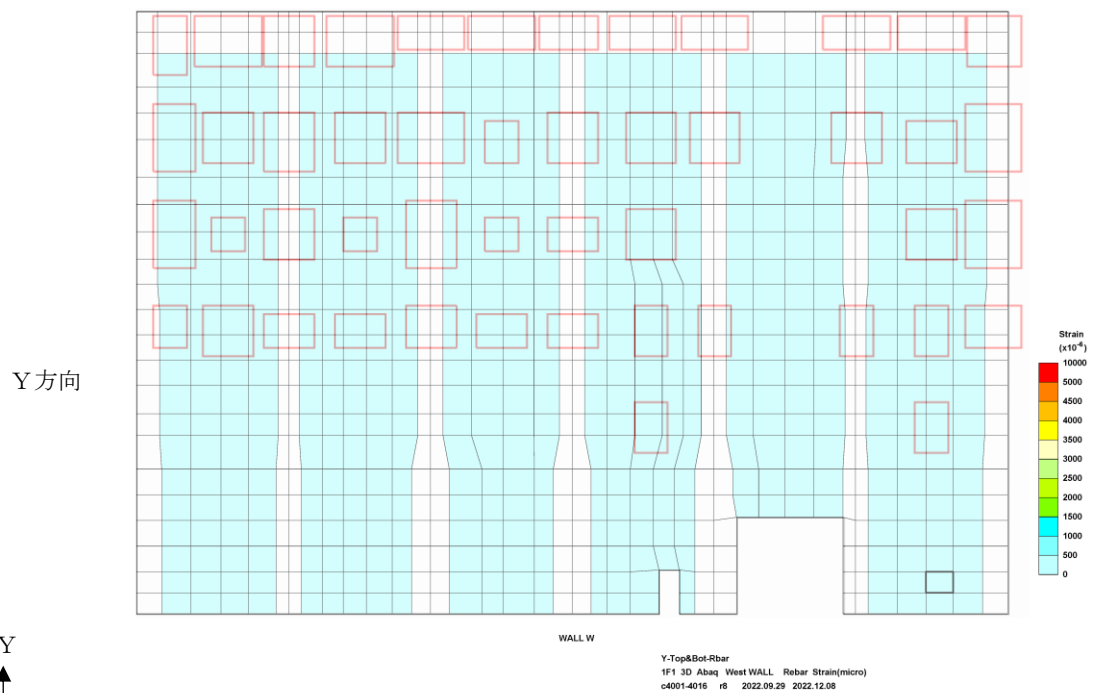 Y方向
Strain
(x10⁻⁶)
10000
5000
4500
4000
3500
3000
2500
2000
1500
1000
500
0
WALL W
Y
Y-Top&Bot-Rbar
1F1 3D Abaq West WALL Rebar Strain(micro)
c4001-4016 r8 2022.09.29 2022.12.08